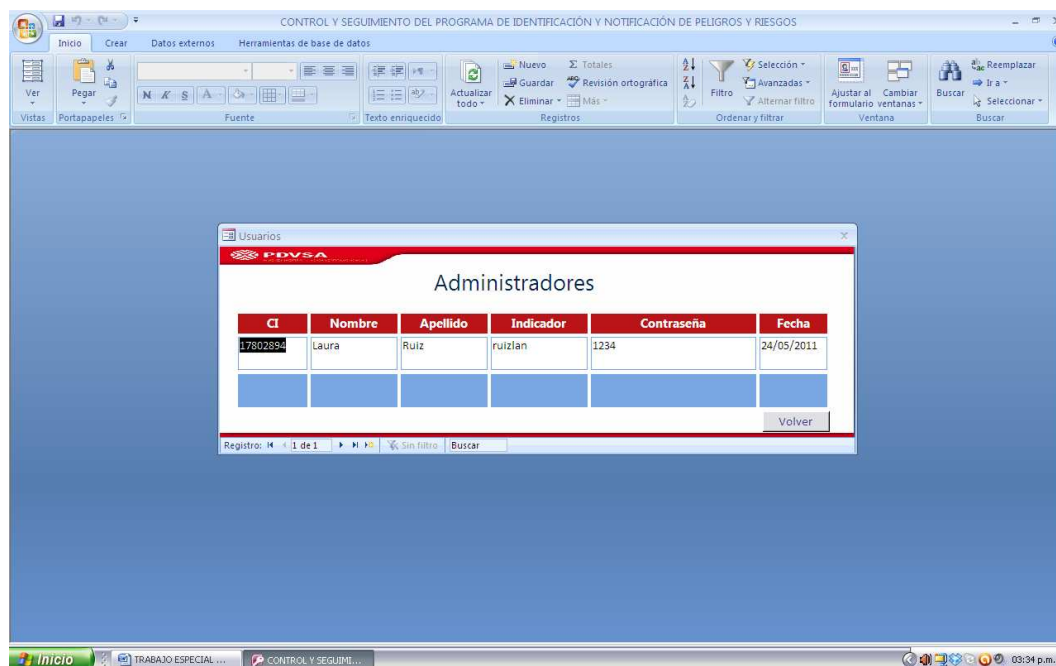 CONTROL Y SEGUIMIENTO DEL PROGRAMA DE IDENTIFICACIÓN Y NOTIFICACIÓN DE PELIGROS Y RIESGOS
Inicio Crear Datos externos Herramientas de base de datos
Ver
Vistas
Pegar
Portapapeles
N K S A
Fuente
Texto enriquecido
Actualizar todo
Nuevo Σ Totales
Guardar Revisión ortográfica
Eliminar Más
Registros
Filtro
Selección
Avanzadas
Alternar filtro
Ordenar y filtrar
Ajustar al formulario
Cambiar ventanas
Ventana
Buscar
Reemplazar
Ir a
Seleccionar
Buscar
Usuarios
PDVSA
Administradores
CI Nombre Apellido Indicador Contraseña Fecha
17802894 Laura Ruiz ruizlan 1234 24/05/2011
Volver
Registro: 1 de 1 Sin filtro Buscar
Inicio TRABAJO ESPECIAL ... CONTROL Y SEGUIMI... 03:34 p.m.